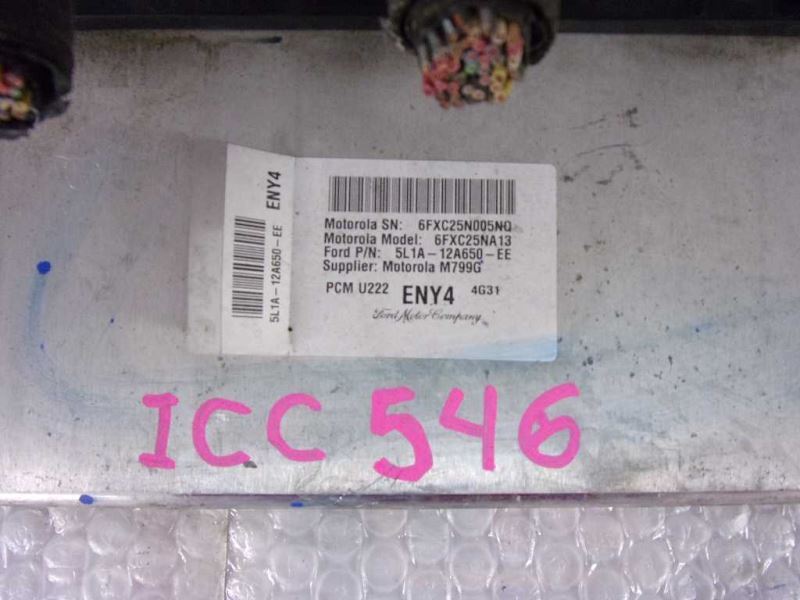 ENY4
5L1A-12A650-EE
Motorola SN: 6FXC25N005NQ
Motorola Model: 6FXC25NA13
Ford P/N: 5L1A-12A650-EE
Supplier: Motorola M799G
PCM U222 ENY4 4G31
Ford Motor Company
ICC 546